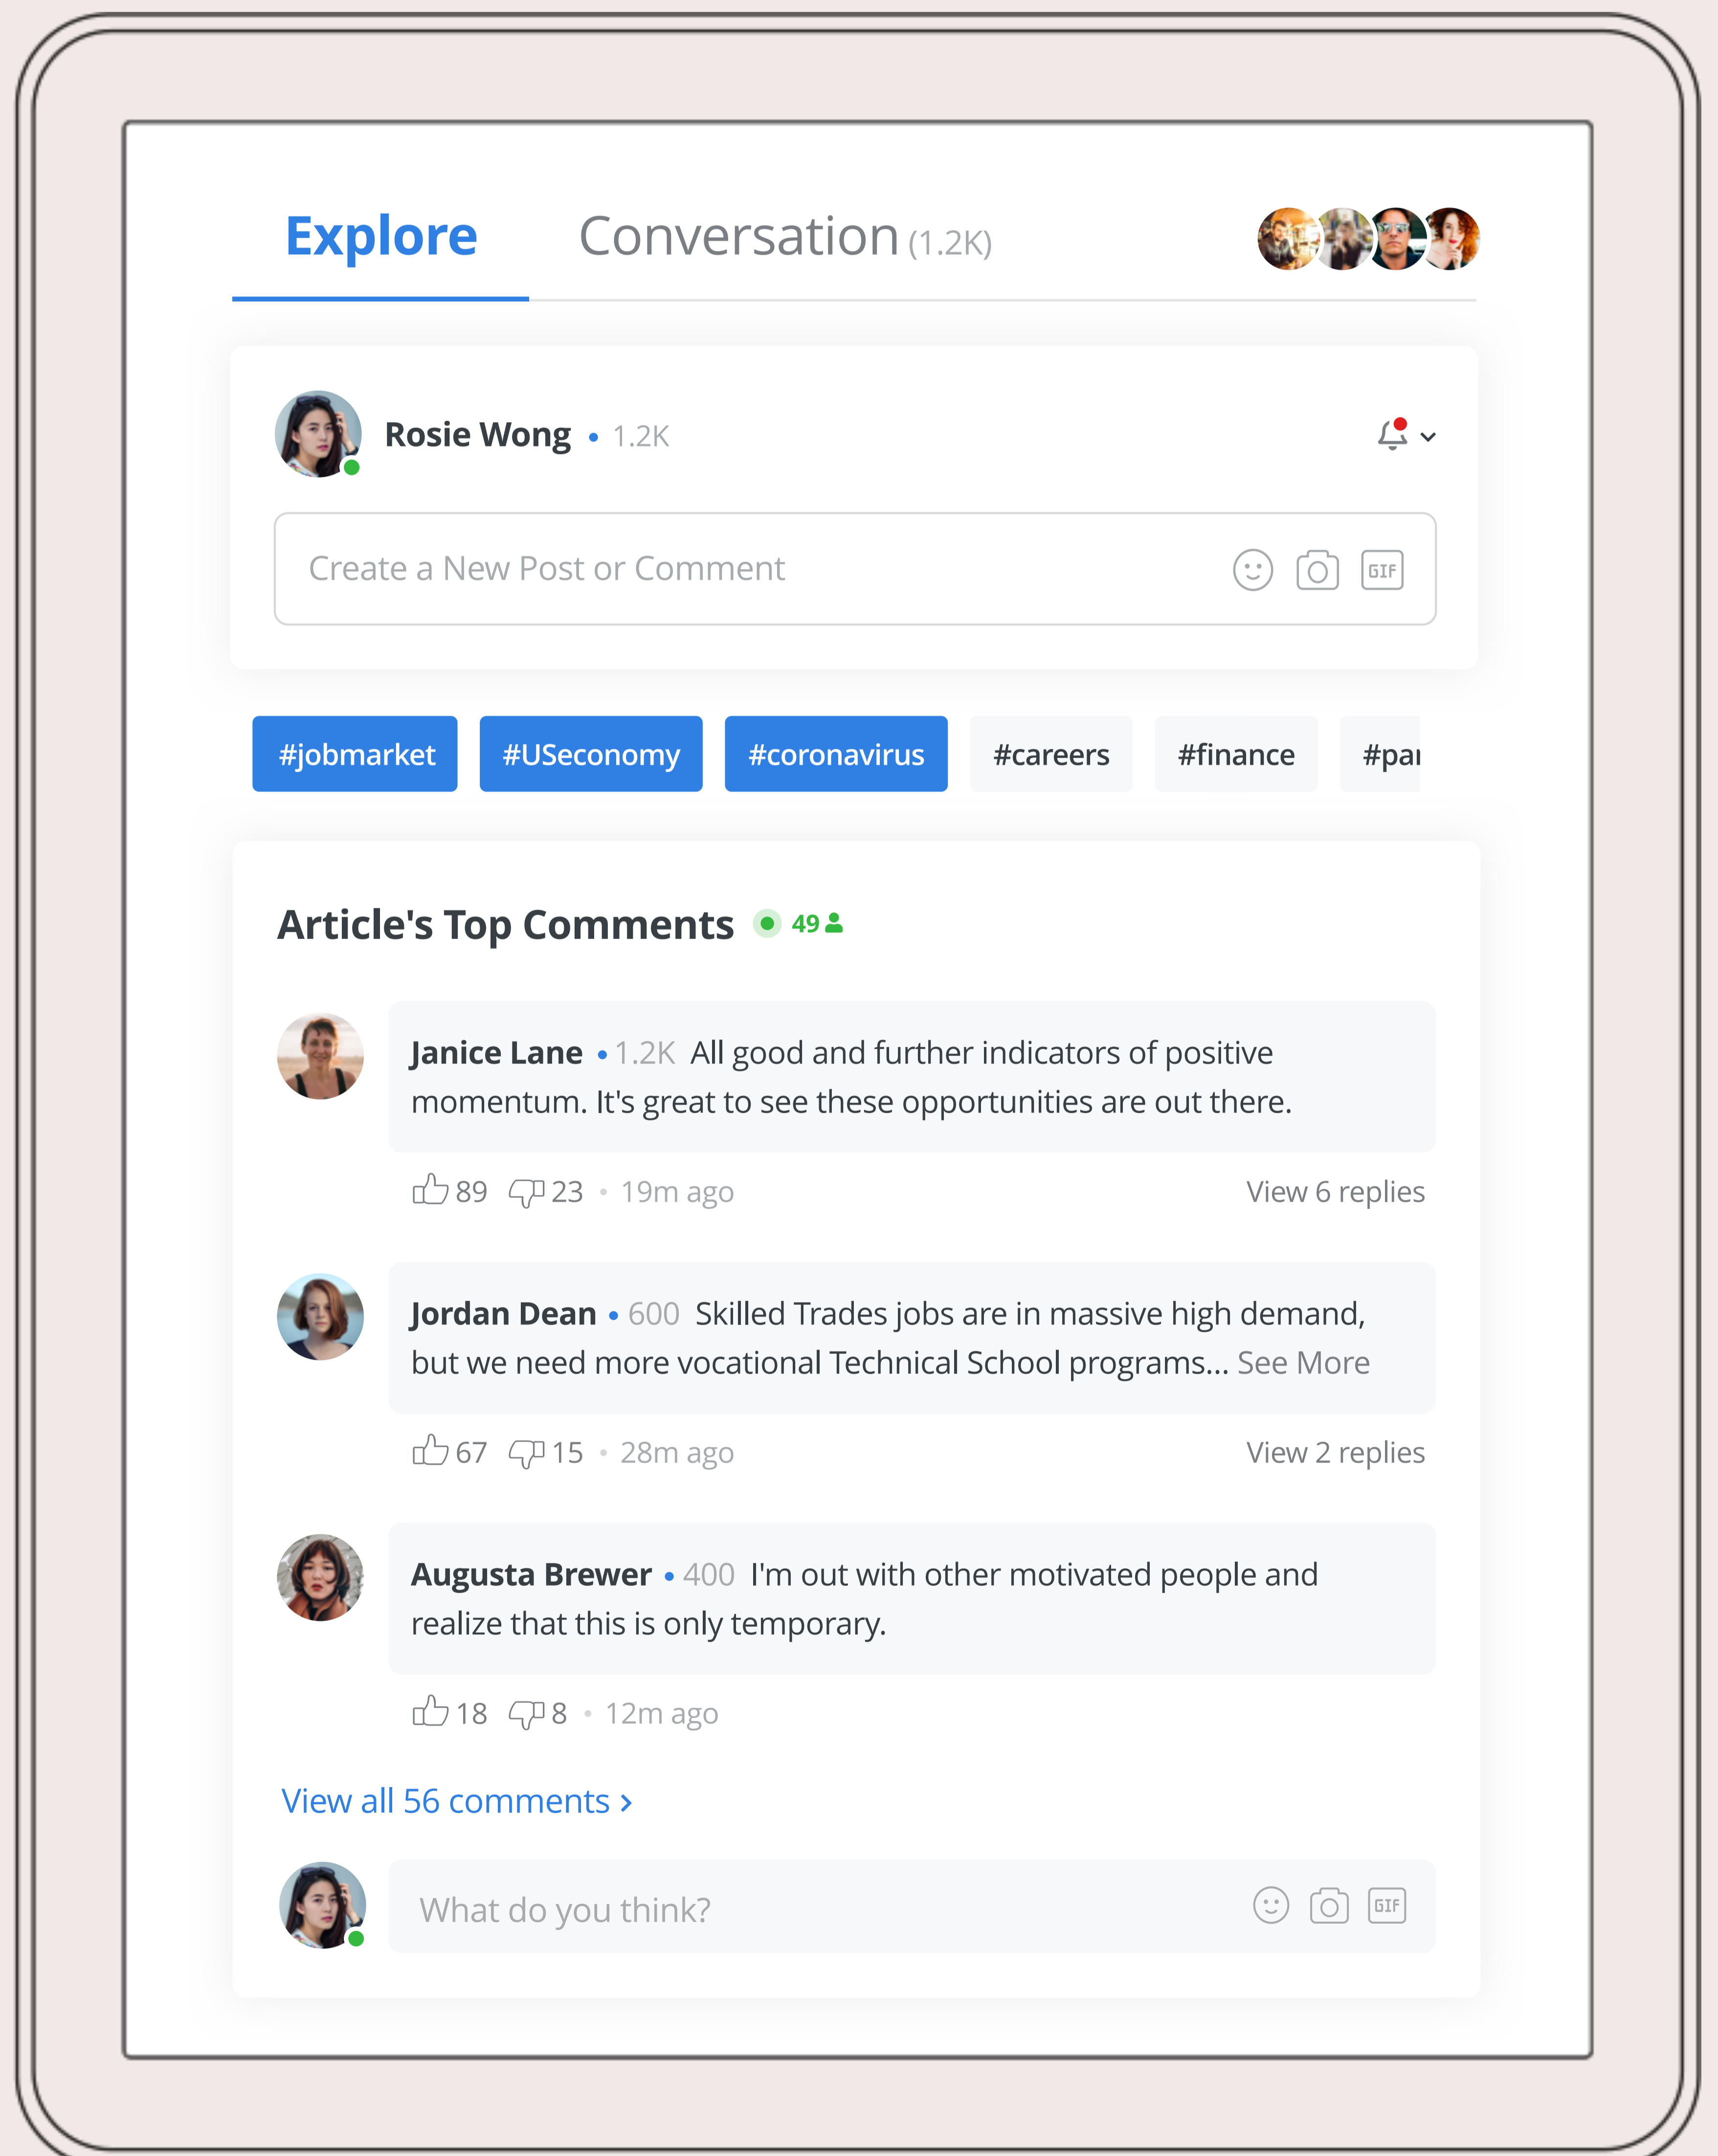 Explore Conversation (1.2K)
Rosie Wong • 1.2K
Create a New Post or Comment GIF
#jobmarket #USeconomy #coronavirus #careers #finance #par
Article's Top Comments 49
Janice Lane • 1.2K All good and further indicators of positive
momentum. It's great to see these opportunities are out there.
89 23 • 19m ago View 6 replies
Jordan Dean • 600 Skilled Trades jobs are in massive high demand,
but we need more vocational Technical School programs... See More
67 15 • 28m ago View 2 replies
Augusta Brewer • 400 I'm out with other motivated people and
realize that this is only temporary.
18 8 • 12m ago
View all 56 comments >
What do you think? GIF